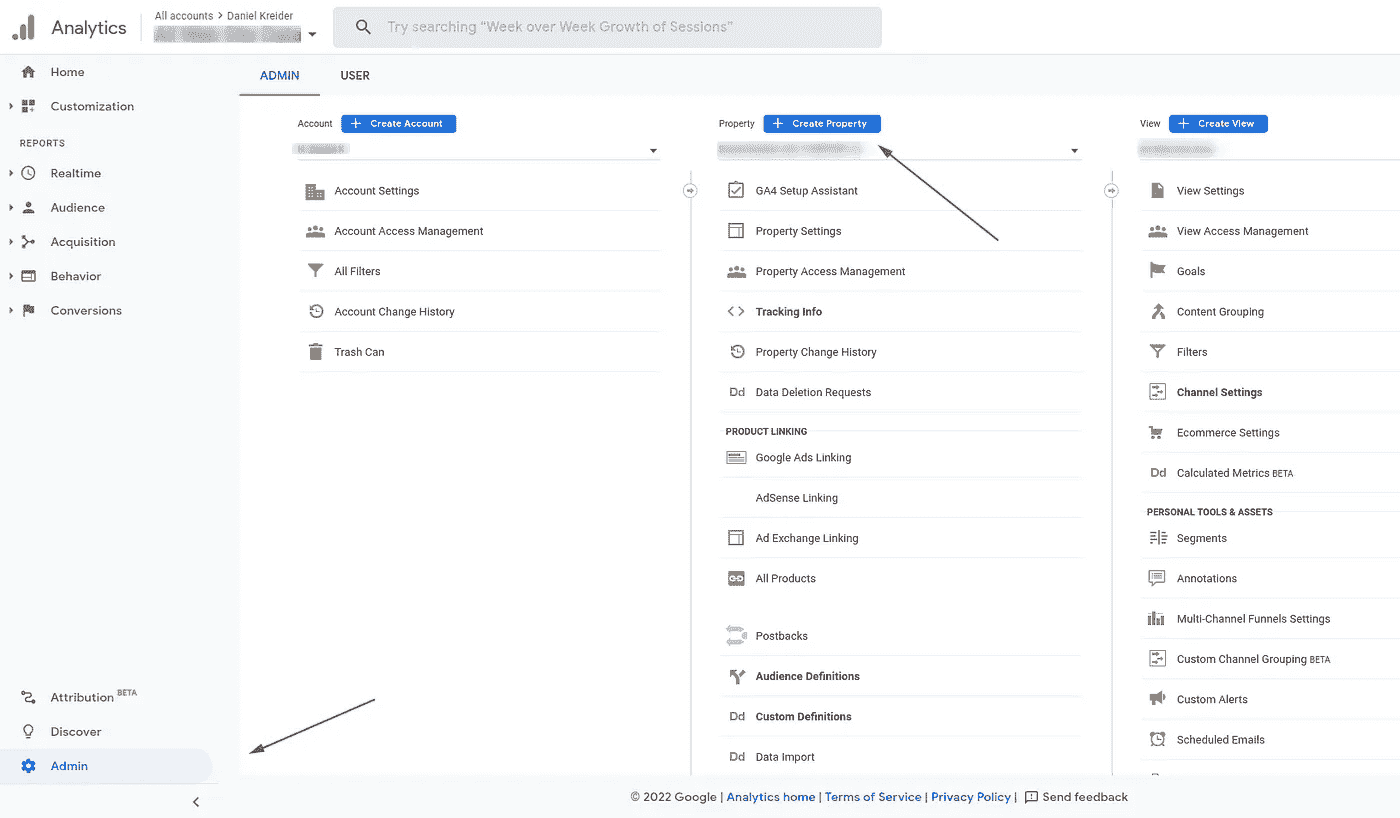 Analytics
All accounts > Daniel Kreider
Try searching “Week over Week Growth of Sessions”
Home
Customization
REPORTS
Realtime
Audience
Acquisition
Behavior
Conversions
Attribution BETA
Discover
Admin
ADMIN USER
Account + Create Account
Account Settings
Account Access Management
All Filters
Account Change History
Trash Can
Property + Create Property
GA4 Setup Assistant
Property Settings
Property Access Management
<> Tracking Info
Property Change History
Dd Data Deletion Requests
PRODUCT LINKING
Google Ads Linking
AdSense Linking
Ad Exchange Linking
All Products
Postbacks
Audience Definitions
Dd Custom Definitions
Dd Data Import
View + Create View
View Settings
View Access Management
Goals
Content Grouping
Filters
Channel Settings
Ecommerce Settings
Dd Calculated Metrics BETA
PERSONAL TOOLS & ASSETS
Segments
Annotations
Multi-Channel Funnels Settings
Custom Channel Grouping BETA
Custom Alerts
Scheduled Emails
© 2022 Google | Analytics home | Terms of Service | Privacy Policy | Send feedback